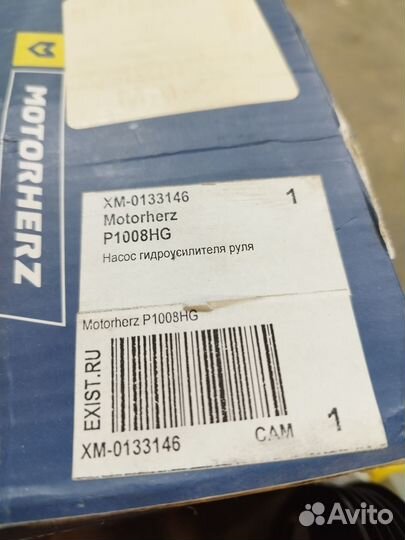 MOTORHERZ
XM-0133146 1
Motorherz
P1008HG
Насос гидроусилителя руля
Motorherz P1008HG
EXIST.RU
XM-0133146 CAM 1
Avito